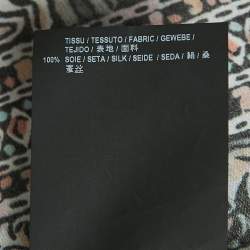 TISSU / TESSUTO / FABRIC / GEWEBE /
TEJIDO / 表地 / 面料
100% SOIE / SETA / SILK / SEIDE / SEDA / 絹 / 桑
蚕丝